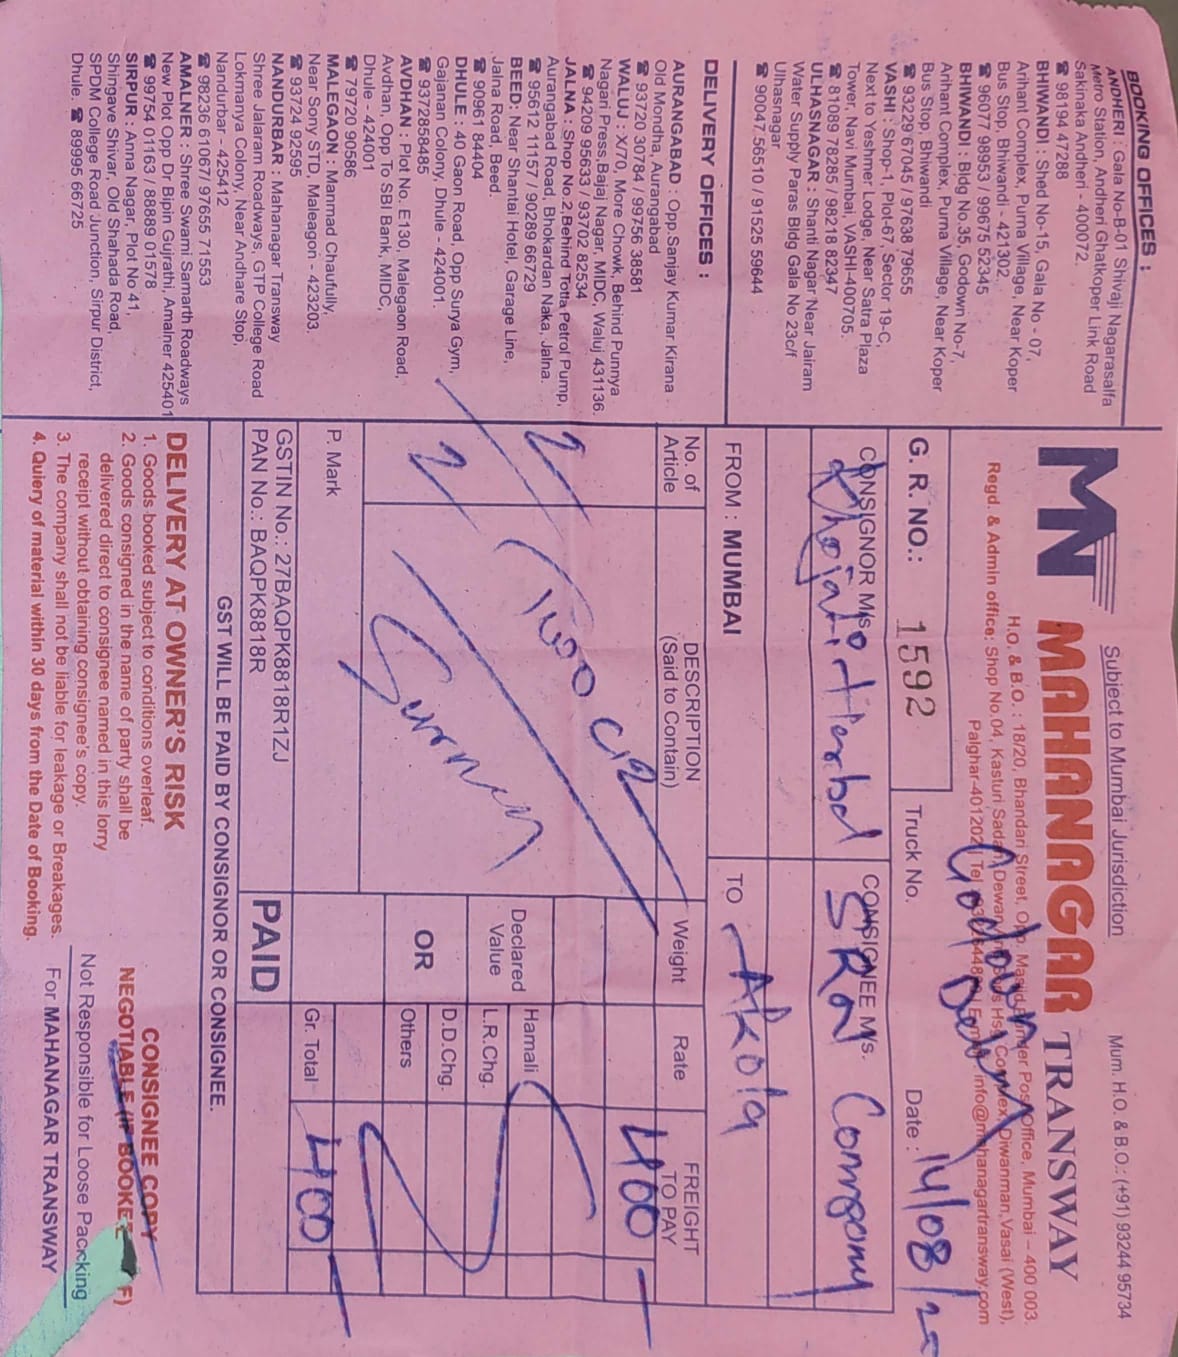 BOOKING OFFICES :
ANDHERI : Gala No-B-01 Shivaji Nagarasalfa
Metro Station, Andheri Ghatkoper Link Road
Sakinaka Andheri - 400072.
☎ 98194 47288
BHIWANDI : Shed No-15, Gala No - 07,
Arihant Complex, Purna Village, Near Koper
Bus Stop, Bhiwandi - 421302.
☎ 96077 98953 / 99675 52345
BHIWANDI : Bldg No.35, Godown No-7,
Arihant Complex, Purna Village, Near Koper
Bus Stop, Bhiwandi
☎ 93229 67045 / 97638 79655
VASHI : Shop-1, Plot-67, Sector 19-C,
Next to Yeshmer Lodge, Near Satra Plaza
Tower, Navi Mumbai, VASHI-400705.
☎ 81089 78285 / 98218 82347
ULHASNAGAR : Shanti Nagar Near Jairam
Water Supply Paras Bldg Gala No 23c/f
Ulhasnagar
☎ 90047 56510 / 91525 59644
DELIVERY OFFICES :
AURANGABAD : Opp.Sanjay Kumar Kirana
Old Mondha, Aurangabad
☎ 93720 30784 / 99756 38581
WALUJ : X/70, More Chowk, Behind Punnya
Nagari Press,Bajaj Nagar, MIDC, Waluj 431136.
☎ 94209 95633 / 93702 82534
JALNA : Shop No.2,Behind Totta Petrol Pump,
Aurangabad Road, Bhokardan Naka, Jalna.
☎ 95612 11157 / 90289 66729
BEED: Near Shantai Hotel, Garage Line,
Jalna Road, Beed.
☎ 90961 84404
DHULE : 40 Gaon Road, Opp Surya Gym,
Gajanan Colony, Dhule - 424001.
☎ 9372858485
AVDHAN : Plot No. E130, Malegaon Road,
Avdhan, Opp To SBI Bank, MIDC,
Dhule - 424001
☎ 79720 90586
MALEGAON : Manmad Chaufully,
Near Sony STD, Maleagon - 423203.
☎ 93724 92595
NANDURBAR : Mahanagar Transway
Shree Jalaram Roadways, GTP College Road
Lokmanya Colony, Near Andhare Stop,
Nandurbar - 425412
☎ 98236 61067/ 97655 71553
AMALNER : Shree Swami Samarth Roadways
New Plot Opp Dr Bipin Gujrathi, Amalner 425401
☎ 99754 01163 / 88889 01578
SIRPUR : Anna Nagar, Plot No 41,
Shingave Shivar, Old Shahada Road,
SPDM College Road Junction, Sirpur District,
Dhule. ☎ 89995 66725
Subject to Mumbai Jurisdiction
Mum. H.O. & B.O.: (+91) 93244 95734
MN MAHANAGAR TRANSWAY
H.O. & B.O. : 18/20, Bhandari Street, Opp. Masjid Bunder Post Office, Mumbai – 400 003.
Regd. & Admin office: Shop No.04, Kasturi Sadan, Dewanman, Hsg. Complex, Diwanman,Vasai (West),
Palghar-401202 | Tel info@mahanagartransway.com
Godown Delivery
G. R. NO.: 1592
Truck No.
Date : 14/08/25
CONSIGNOR M/s.
CONSIGNEE M/s.
SRN Company
FROM : MUMBAI
TO Akola
No. of Article
DESCRIPTION (Said to Contain)
Weight
Rate
FREIGHT TO PAY
2
400
Declared Value
Hamali
L.R.Chg.
2
OR
D.D.Chg.
Others
P. Mark
Gr. Total
400
GSTIN No.: 27BAQPK8818R1ZJ
PAN No.: BAQPK8818R
PAID
GST WILL BE PAID BY CONSIGNOR OR CONSIGNEE.
DELIVERY AT OWNER'S RISK
1. Goods booked subject to conditions overleaf.
2. Goods consigned in the name of party shall be
delivered direct to consignee named in this lorry
receipt without obtaining consignee's copy.
3. The company shall not be liable for leakage or Breakages.
4. Quiery of material within 30 days from the Date of Booking.
CONSIGNEE COPY
NEGOTIABLE (IF BOOKED F)
Not Responsible for Loose Packing
For MAHANAGAR TRANSWAY